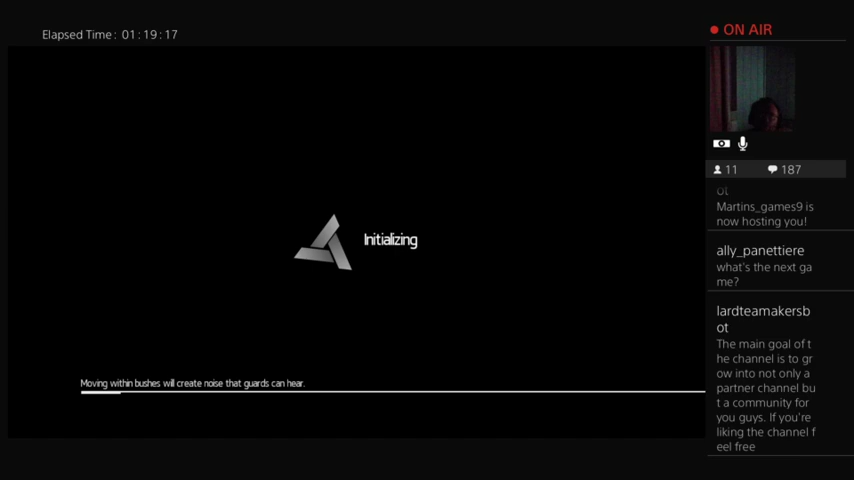 Elapsed Time: 01:19:17
ON AIR
11 187
Martins_games9 is
now hosting you!
ally_panettiere
what's the next ga
me?
Initializing
lardteamakersb
ot
The main goal of t
he channel is to gr
ow into not only a
partner channel bu
t a community for
you guys. If you're
liking the channel f
eel free
Moving within bushes will create noise that guards can hear.